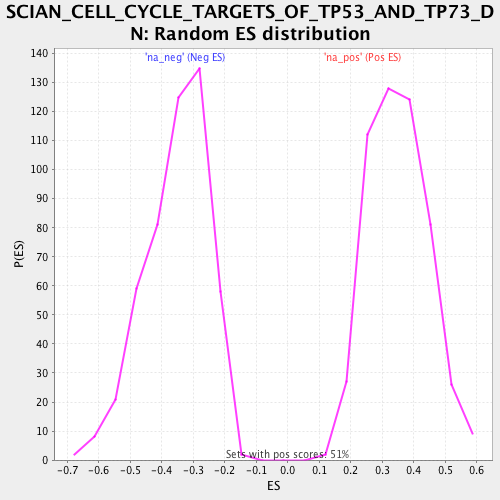 SCIAN_CELL_CYCLE_TARGETS_OF_TP53_AND_TP73_D
N: Random ES distribution
'na_neg' (Neg ES)
'na_pos' (Pos ES)
140
130
120
110
100
90
80
70
60
50
40
30
20
10
0
P(ES)
Sets with pos scores: 51%
-0.7 -0.6 -0.5 -0.4 -0.3 -0.2 -0.1 0.0 0.1 0.2 0.3 0.4 0.5 0.6
ES